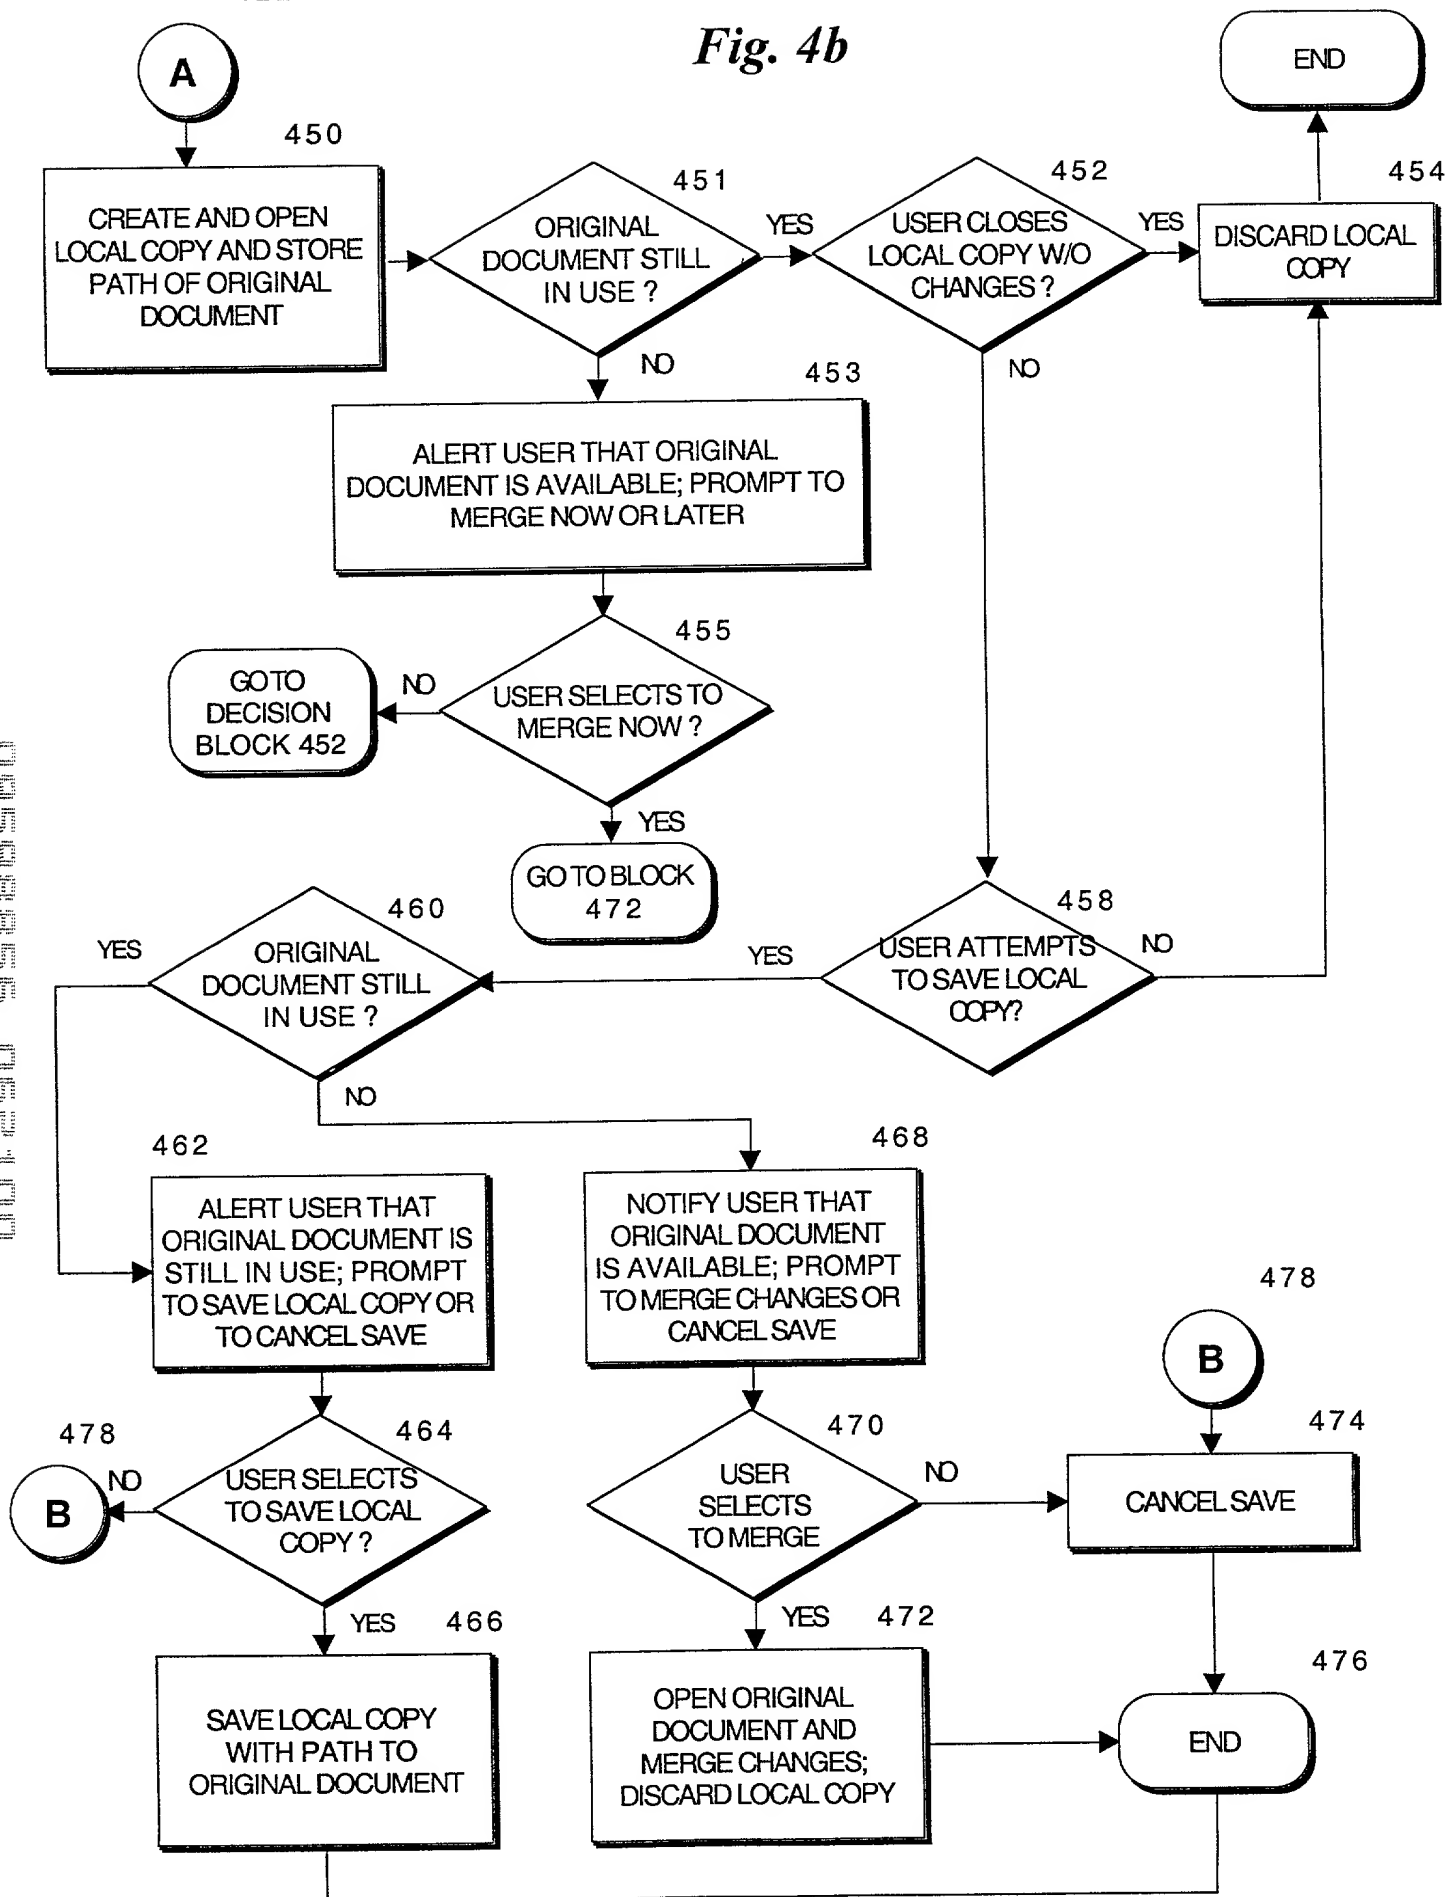 Fig. 4b
A
END
450
CREATE AND OPEN
LOCAL COPY AND STORE
PATH OF ORIGINAL
DOCUMENT
451
ORIGINAL
DOCUMENT STILL
IN USE ?
YES
NO
452
USER CLOSES
LOCAL COPY W/O
CHANGES ?
YES
NO
454
DISCARD LOCAL
COPY
453
ALERT USER THAT ORIGINAL
DOCUMENT IS AVAILABLE; PROMPT TO
MERGE NOW OR LATER
455
USER SELECTS TO
MERGE NOW ?
NO
GO TO
DECISION
BLOCK 452
YES
GO TO BLOCK
472
458
USER ATTEMPTS
TO SAVE LOCAL
COPY?
NO
YES
460
ORIGINAL
DOCUMENT STILL
IN USE ?
YES
NO
462
ALERT USER THAT
ORIGINAL DOCUMENT IS
STILL IN USE; PROMPT
TO SAVE LOCAL COPY OR
TO CANCEL SAVE
468
NOTIFY USER THAT
ORIGINAL DOCUMENT
IS AVAILABLE; PROMPT
TO MERGE CHANGES OR
CANCEL SAVE
478
B
464
USER SELECTS
TO SAVE LOCAL
COPY ?
NO
478
B
YES
470
USER
SELECTS
TO MERGE
NO
YES
474
CANCEL SAVE
466
SAVE LOCAL COPY
WITH PATH TO
ORIGINAL DOCUMENT
472
OPEN ORIGINAL
DOCUMENT AND
MERGE CHANGES;
DISCARD LOCAL COPY
476
END